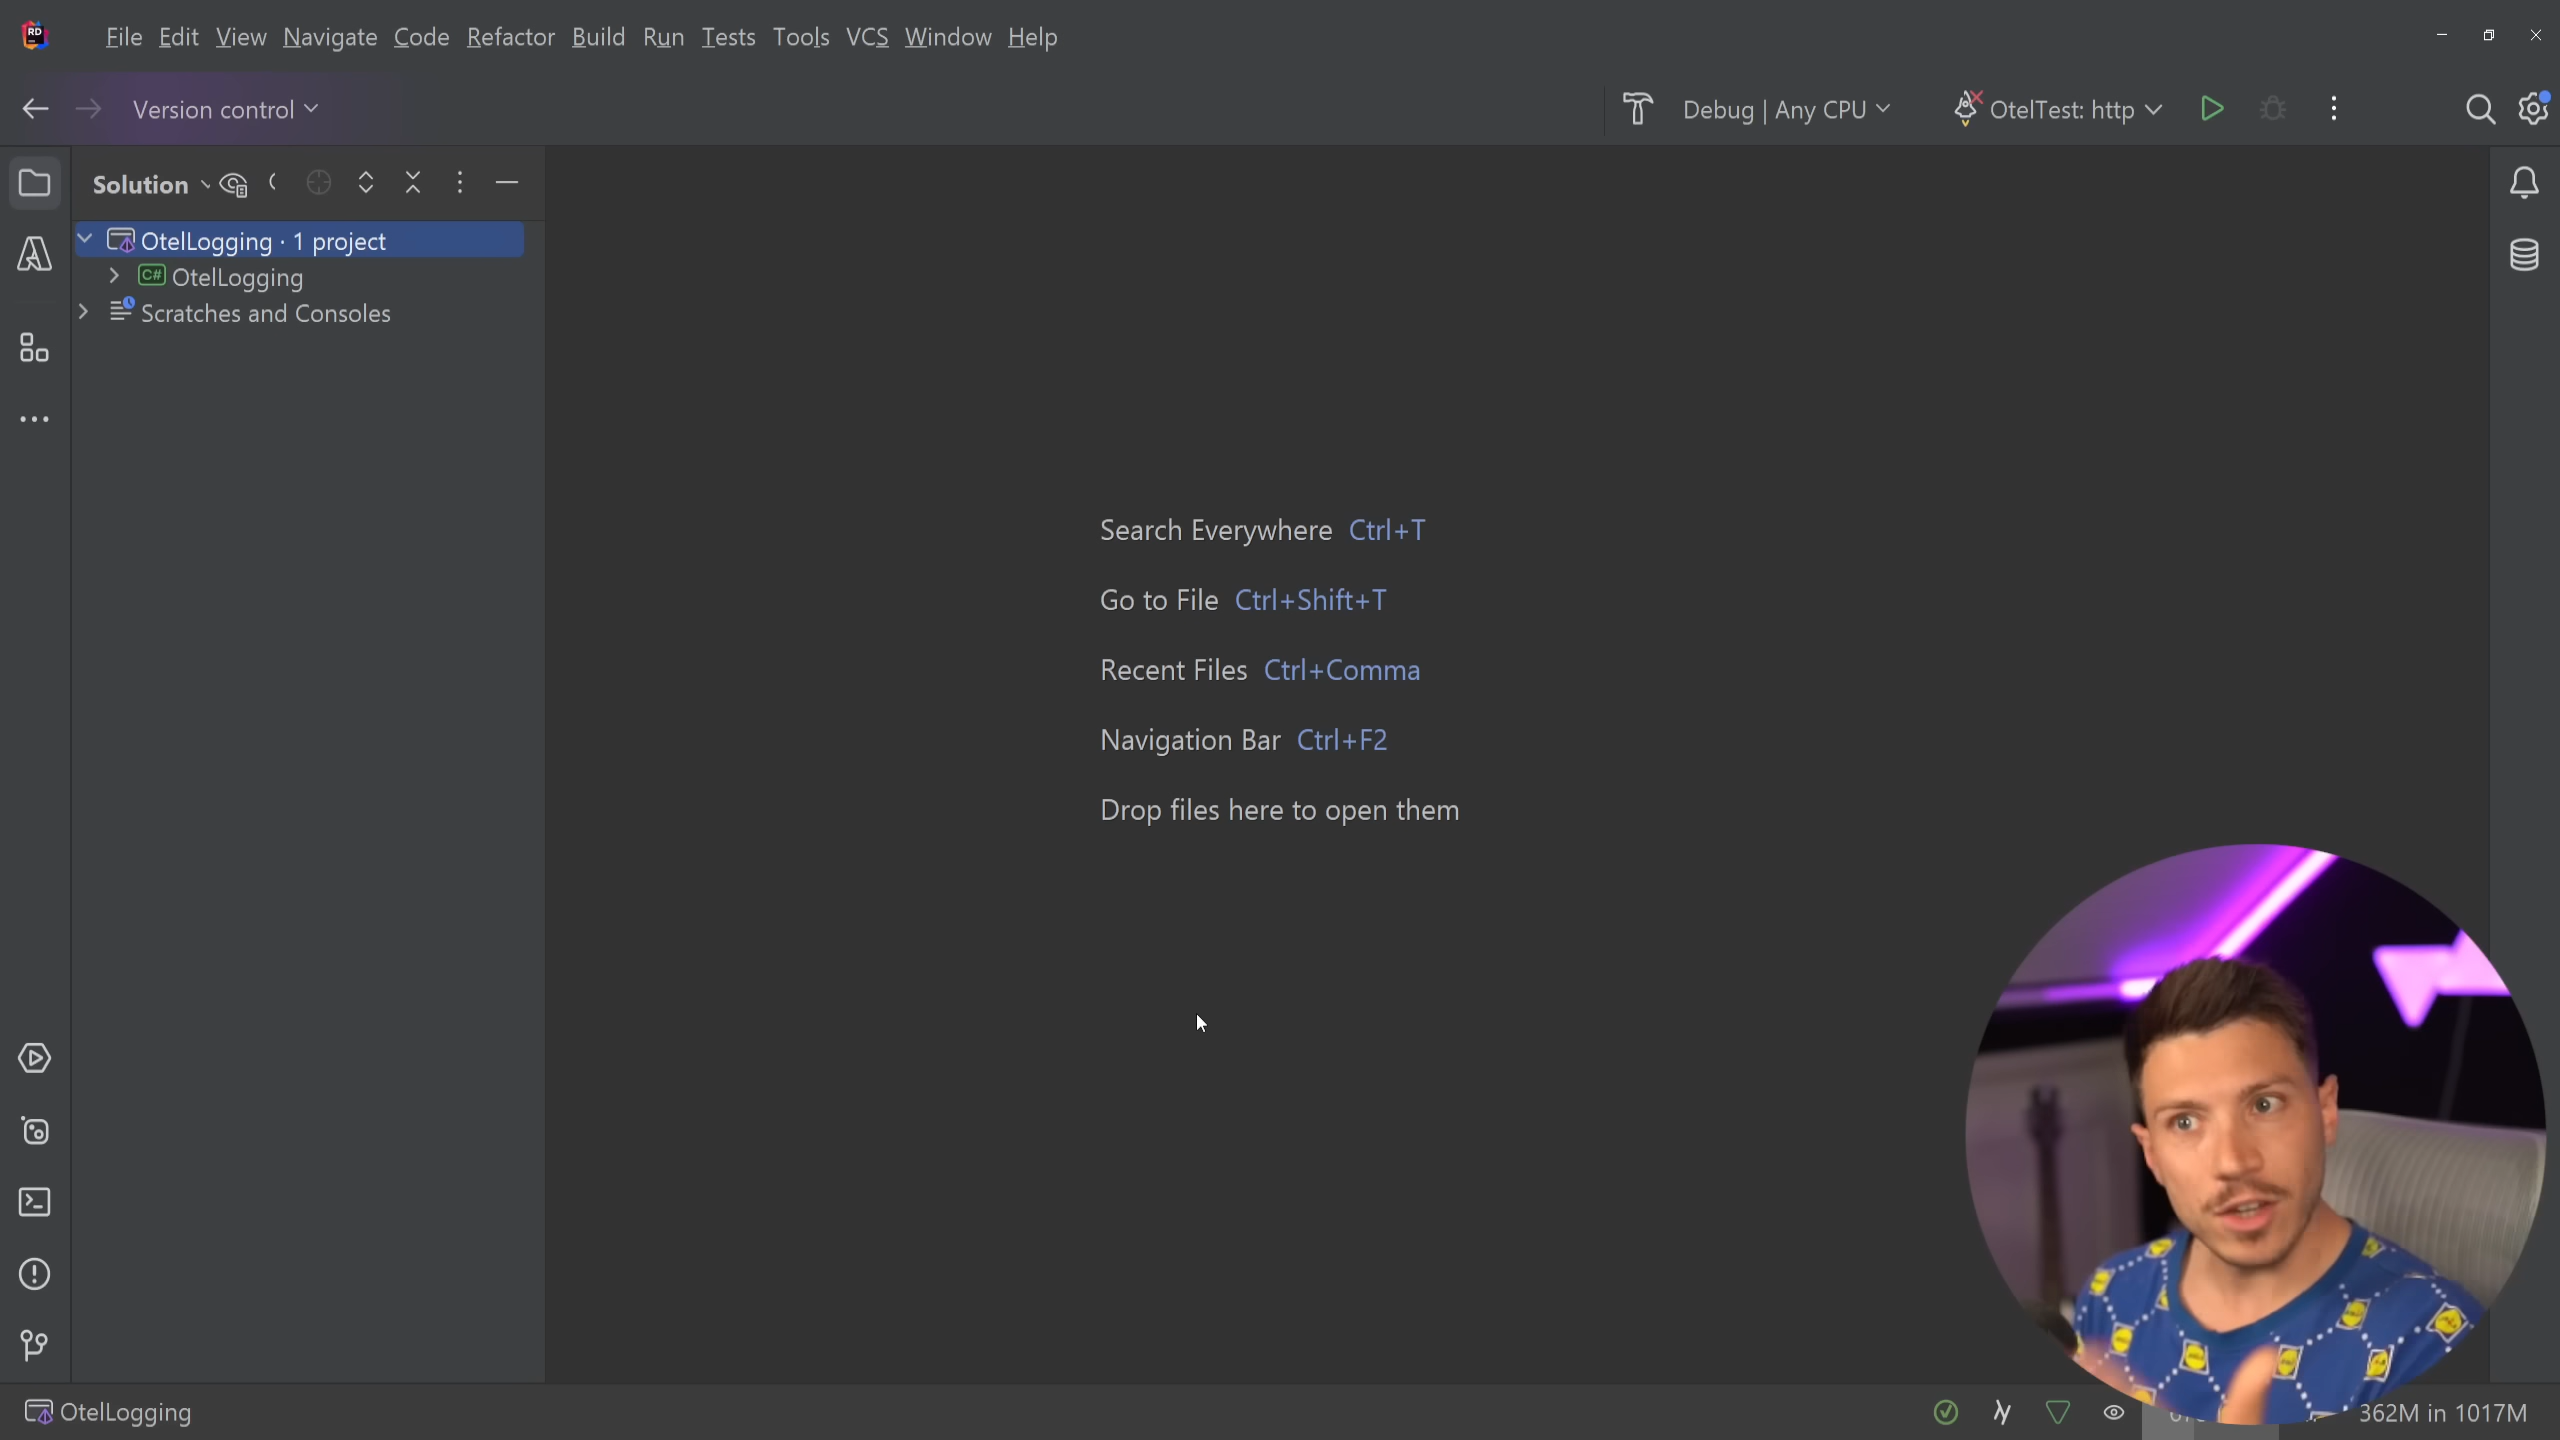 RD
File Edit View Navigate Code Refactor Build Run Tests Tools VCS Window Help
Version control
Debug | Any CPU
OtelTest: http
Solution
OtelLogging · 1 project
C# OtelLogging
Scratches and Consoles
Search Everywhere Ctrl+T
Go to File Ctrl+Shift+T
Recent Files Ctrl+Comma
Navigation Bar Ctrl+F2
Drop files here to open them
OtelLogging
362M in 1017M